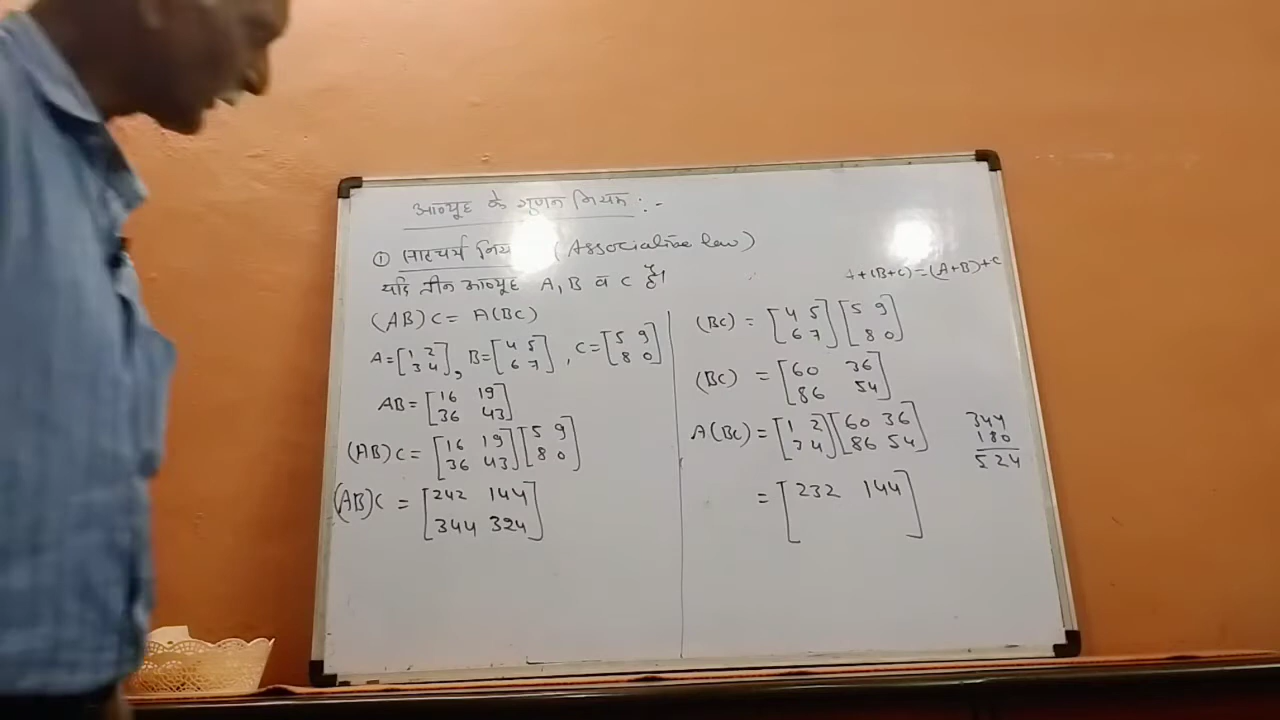 आव्यूह के गुणन नियम :-
① साहचर्य (Associative law)
यदि तीन आव्यूह A, B व C है।
(AB)C = A(BC)
A=[1 2
3 4], B=[4 5
6 7], C=[5 9
8 0]
AB=[16 19
36 43]
(AB)C=[16 19
36 43][5 9
8 0]
(AB)C = [242 144
344 324]
A+(B+C)=(A+B)+C
(BC) = [4 5
6 7][5 9
8 0]
(BC) = [60 36
86 54]
A(BC) = [1 2
3 4][60 36
86 54]
= [232 144
]
344
180
524